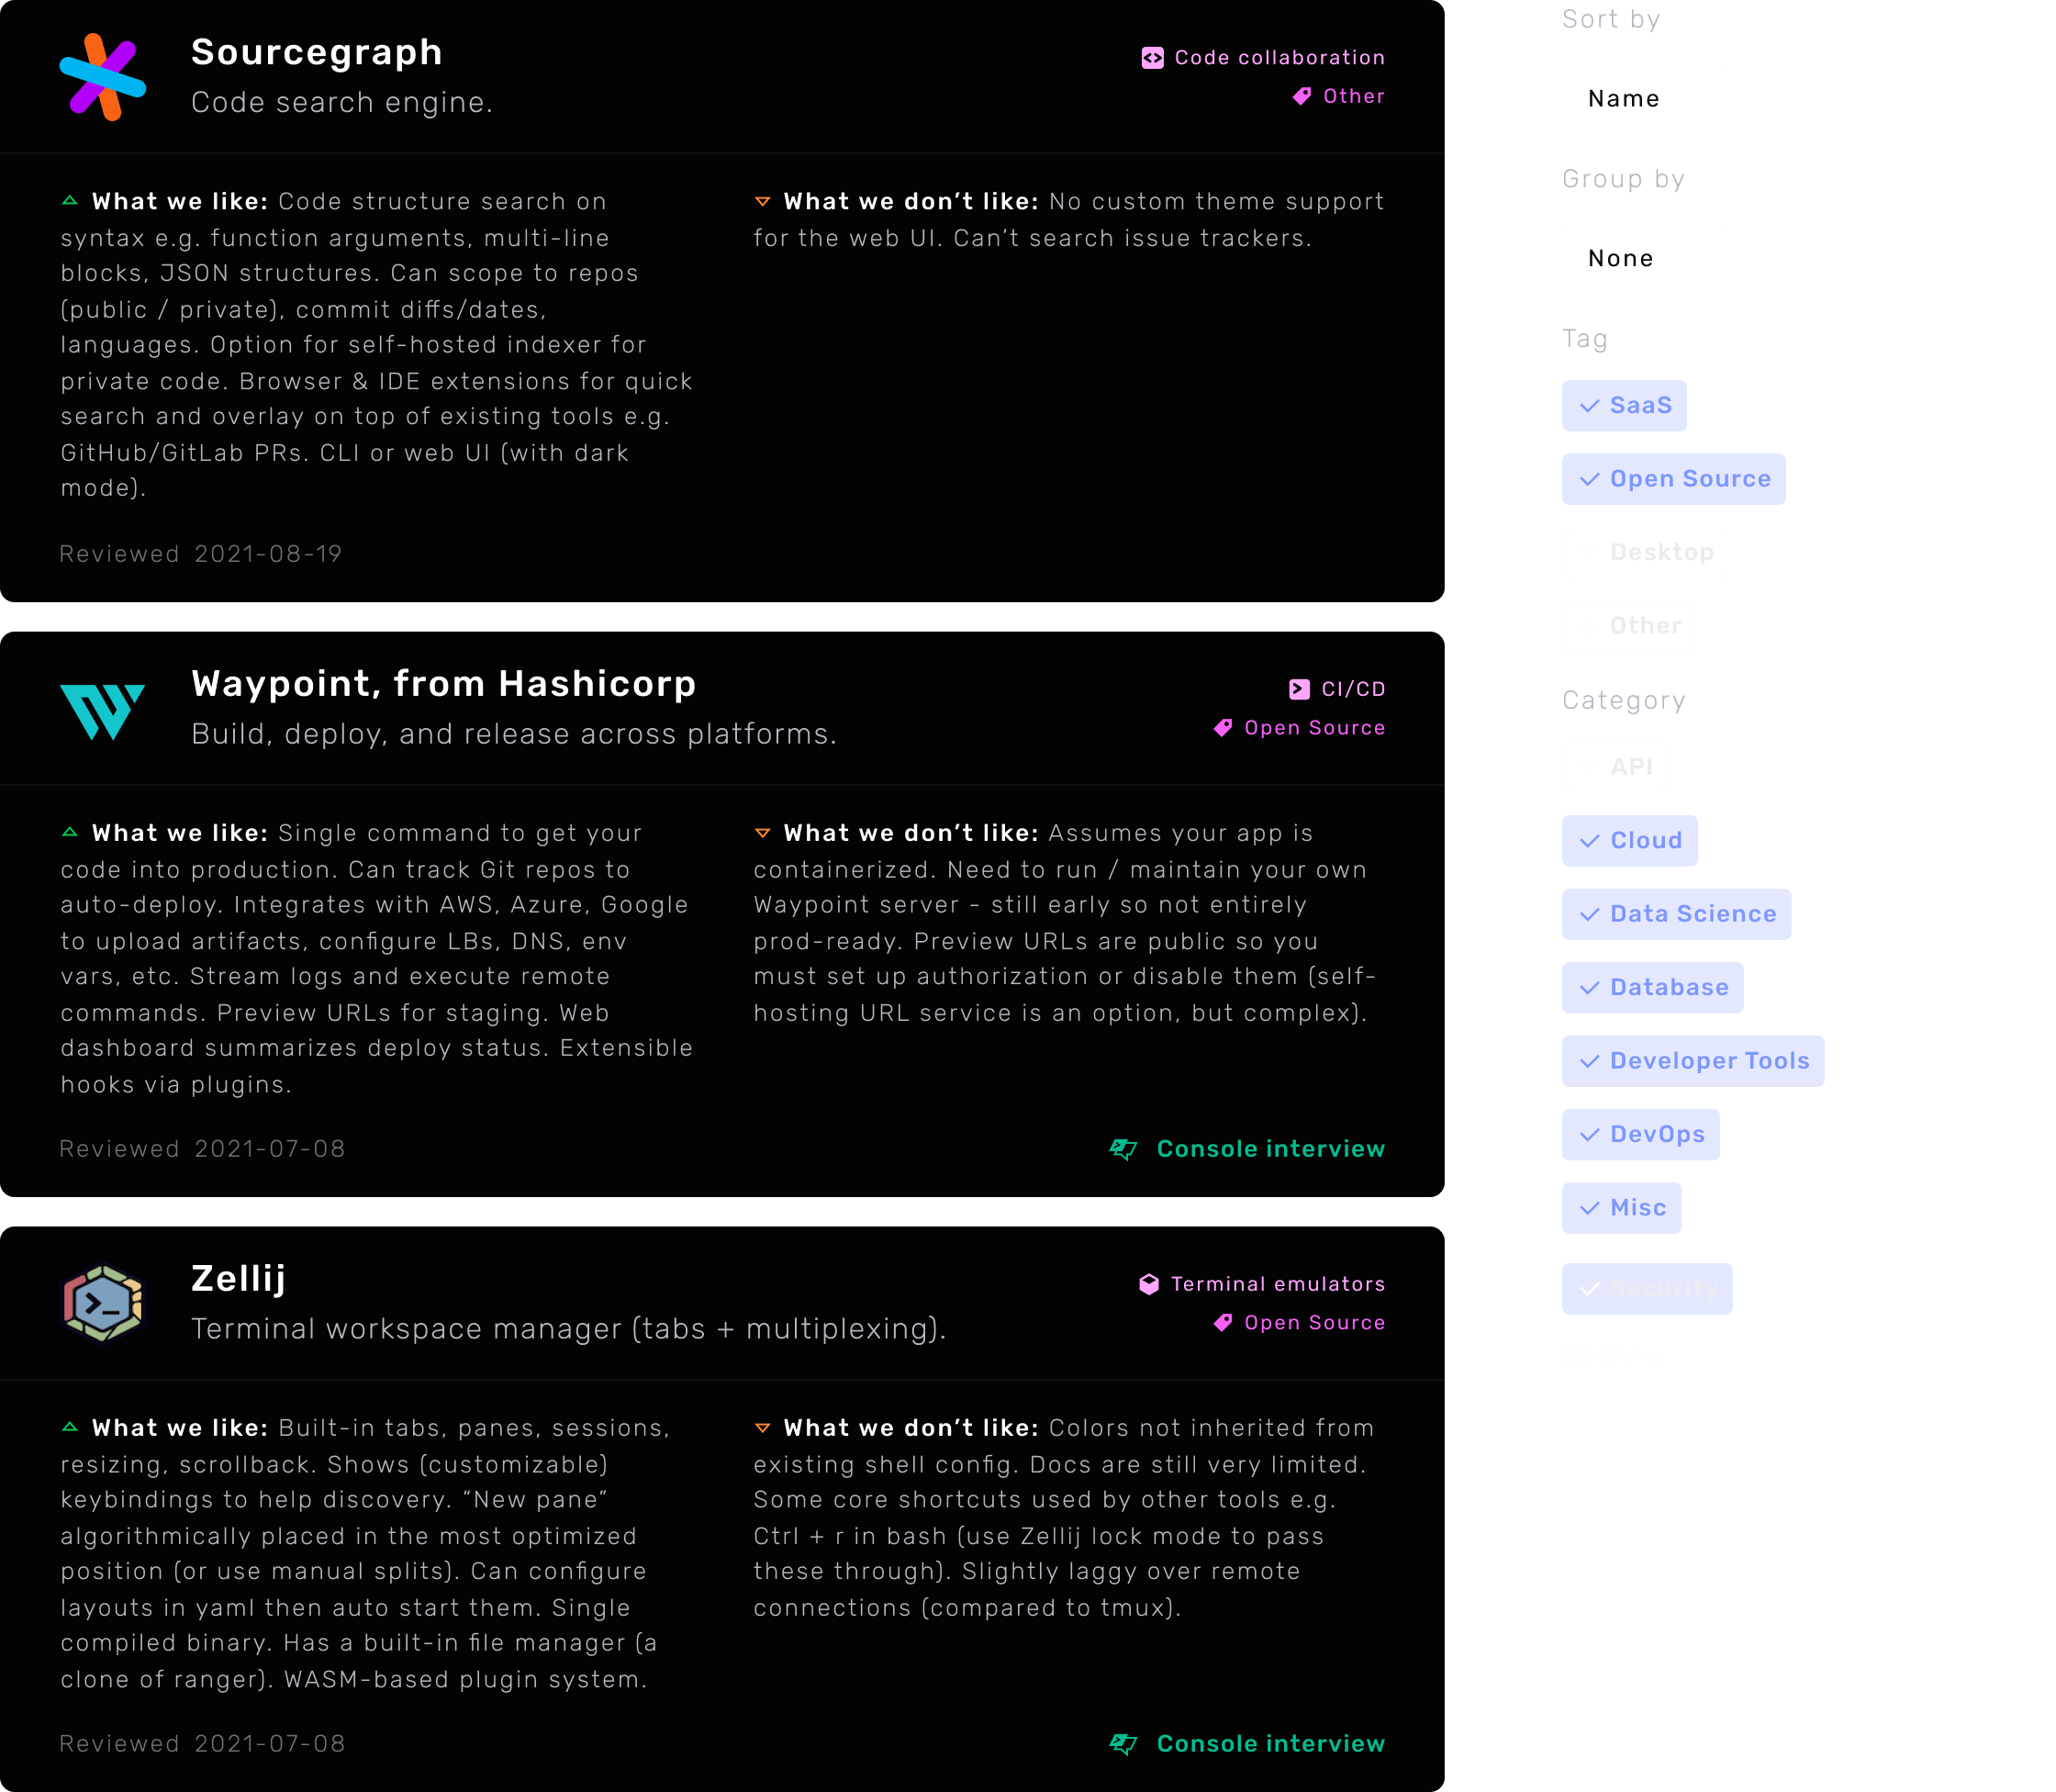 Sourcegraph
Code search engine.
Code collaboration
Other
What we like: Code structure search on
syntax e.g. function arguments, multi-line
blocks, JSON structures. Can scope to repos
(public / private), commit diffs/dates,
languages. Option for self-hosted indexer for
private code. Browser & IDE extensions for quick
search and overlay on top of existing tools e.g.
GitHub/GitLab PRs. CLI or web UI (with dark
mode).
What we don’t like: No custom theme support
for the web UI. Can’t search issue trackers.
Reviewed 2021-08-19
Waypoint, from Hashicorp
Build, deploy, and release across platforms.
CI/CD
Open Source
What we like: Single command to get your
code into production. Can track Git repos to
auto-deploy. Integrates with AWS, Azure, Google
to upload artifacts, configure LBs, DNS, env
vars, etc. Stream logs and execute remote
commands. Preview URLs for staging. Web
dashboard summarizes deploy status. Extensible
hooks via plugins.
What we don’t like: Assumes your app is
containerized. Need to run / maintain your own
Waypoint server - still early so not entirely
prod-ready. Preview URLs are public so you
must set up authorization or disable them (self-
hosting URL service is an option, but complex).
Reviewed 2021-07-08
Console interview
Zellij
Terminal workspace manager (tabs + multiplexing).
Terminal emulators
Open Source
What we like: Built-in tabs, panes, sessions,
resizing, scrollback. Shows (customizable)
keybindings to help discovery. “New pane”
algorithmically placed in the most optimized
position (or use manual splits). Can configure
layouts in yaml then auto start them. Single
compiled binary. Has a built-in file manager (a
clone of ranger). WASM-based plugin system.
What we don’t like: Colors not inherited from
existing shell config. Docs are still very limited.
Some core shortcuts used by other tools e.g.
Ctrl + r in bash (use Zellij lock mode to pass
these through). Slightly laggy over remote
connections (compared to tmux).
Reviewed 2021-07-08
Console interview
Sort by
Name
Group by
None
Tag
SaaS
Open Source
Desktop
Other
Category
API
Cloud
Data Science
Database
Developer Tools
DevOps
Misc
Security